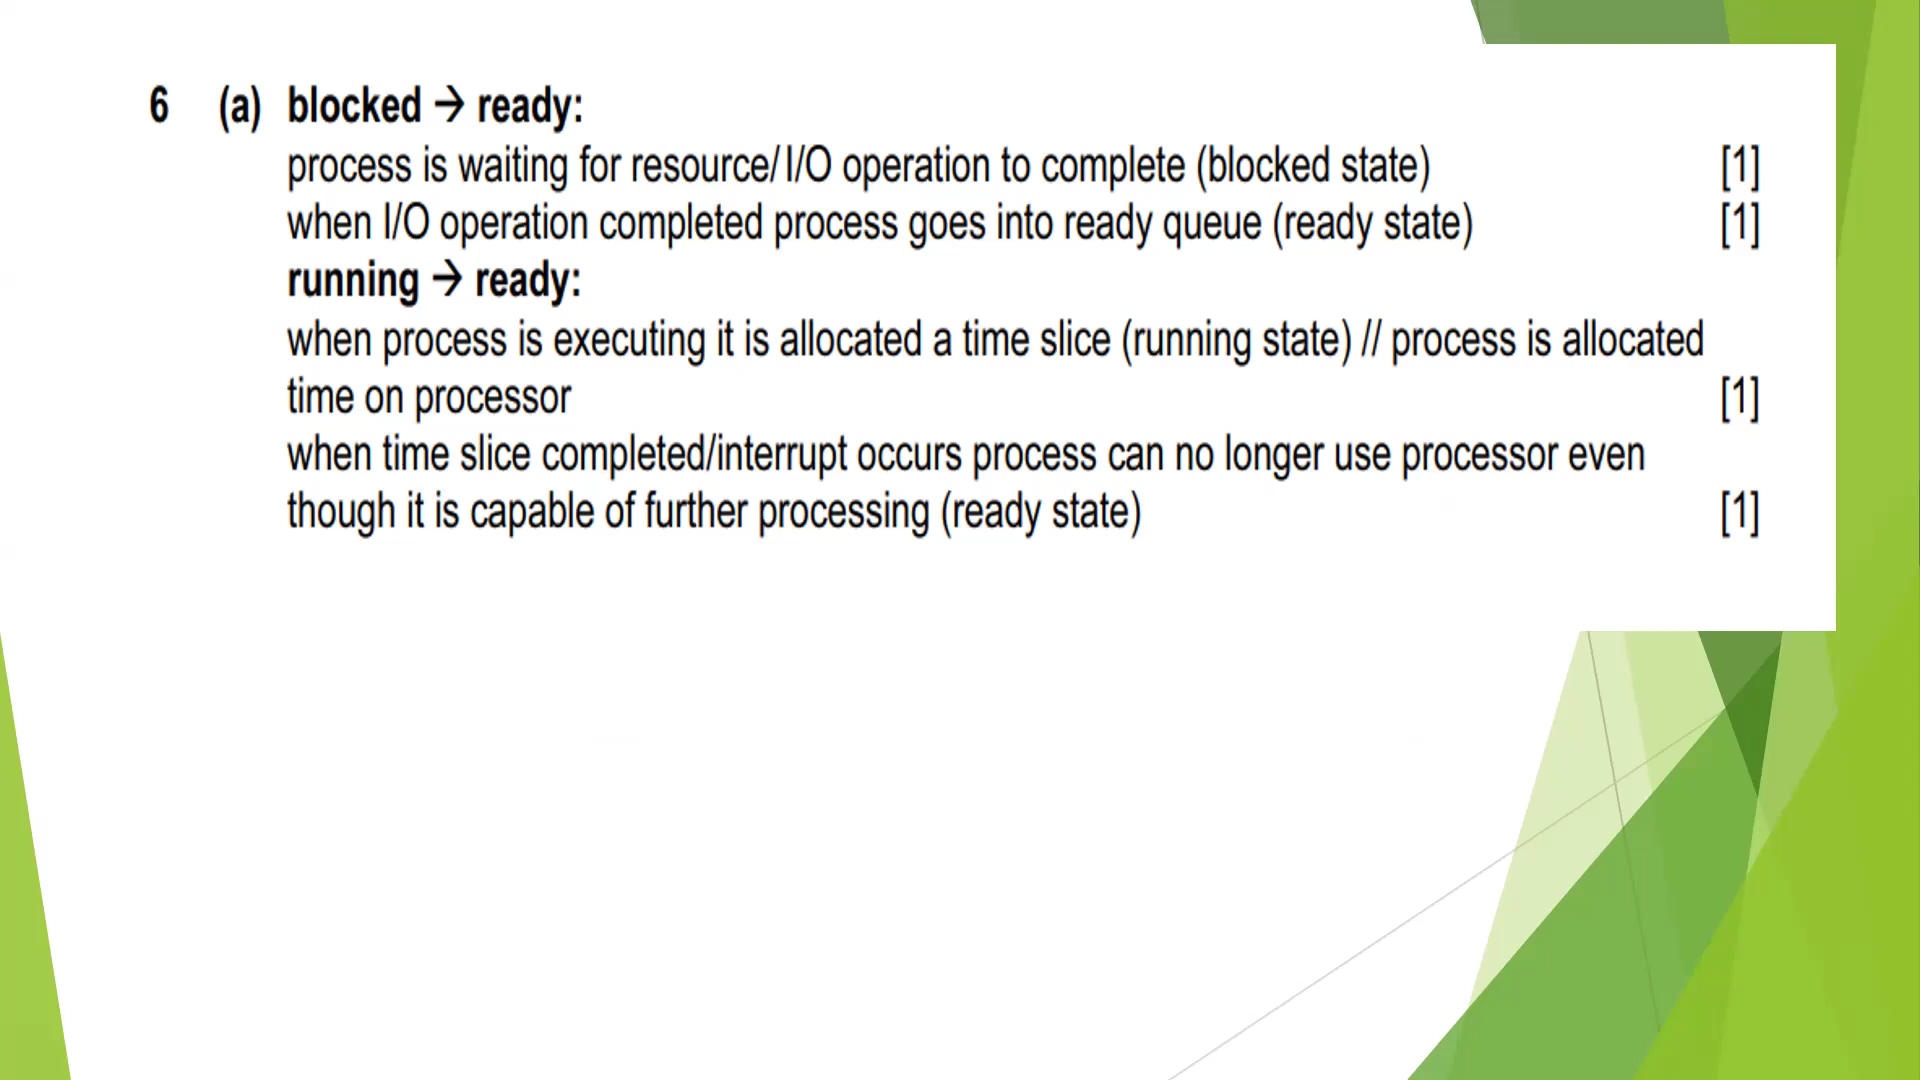 6 (a) blocked → ready:
process is waiting for resource/I/O operation to complete (blocked state) [1]
when I/O operation completed process goes into ready queue (ready state) [1]
running → ready:
when process is executing it is allocated a time slice (running state) // process is allocated
time on processor [1]
when time slice completed/interrupt occurs process can no longer use processor even
though it is capable of further processing (ready state) [1]